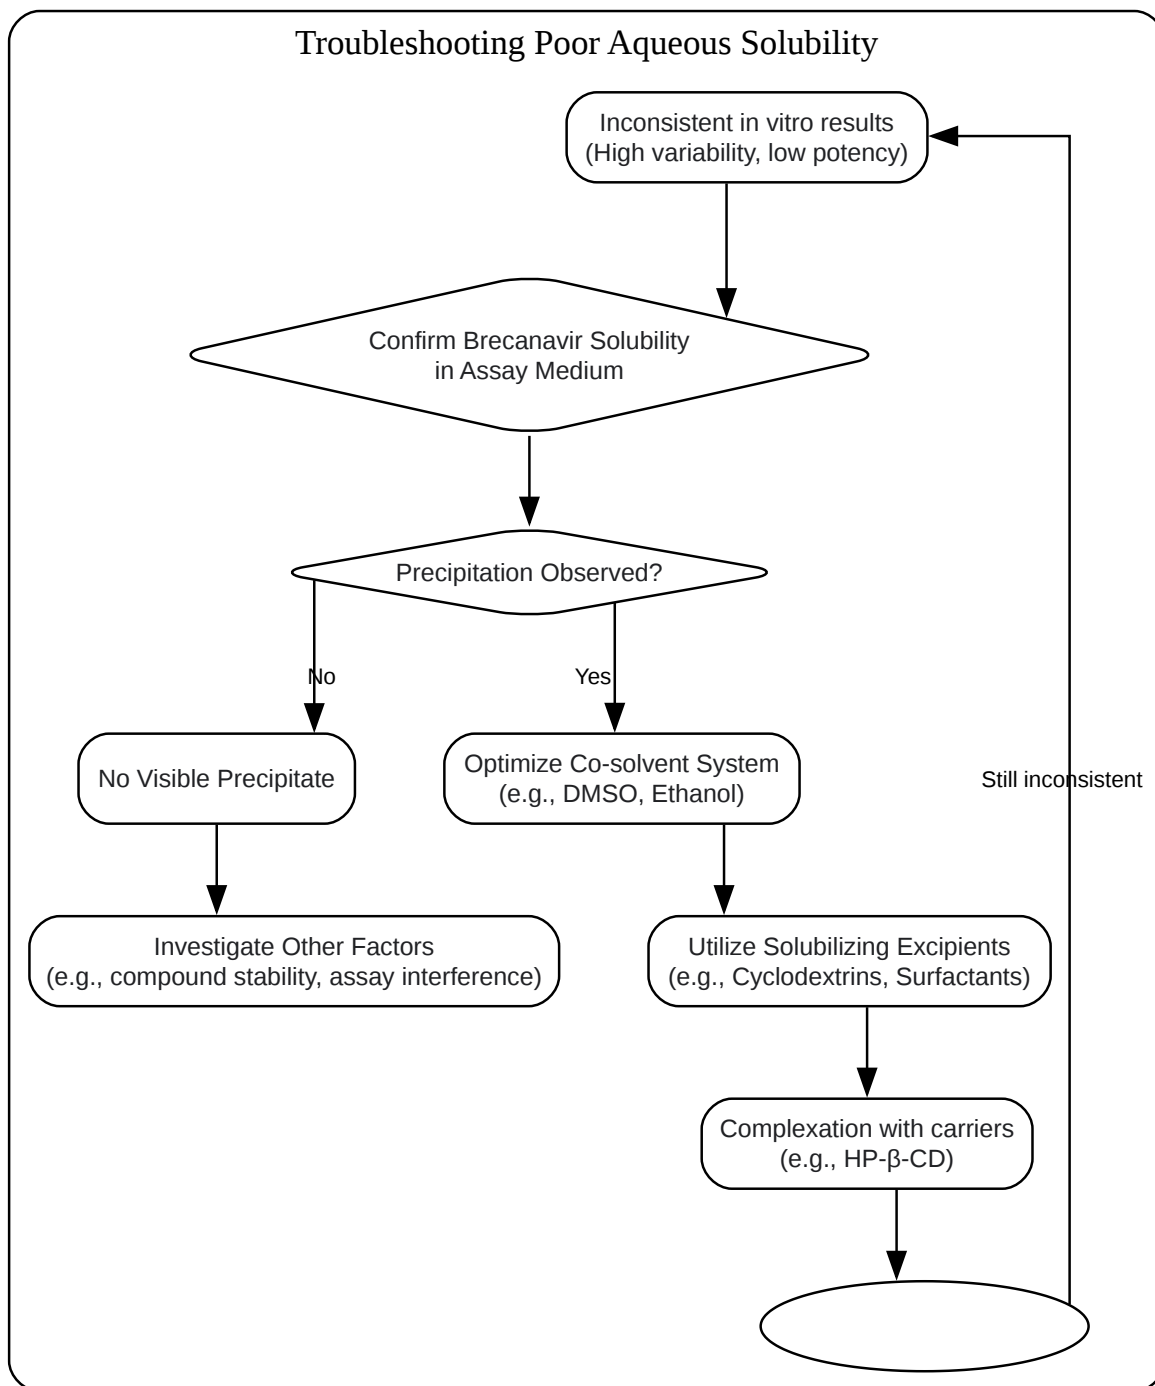 Troubleshooting Poor Aqueous Solubility
Inconsistent in vitro results
(High variability, low potency)
Confirm Brecanavir Solubility
in Assay Medium
Precipitation Observed?
No
Yes
No Visible Precipitate
Optimize Co-solvent System
(e.g., DMSO, Ethanol)
Still inconsistent
Investigate Other Factors
(e.g., compound stability, assay interference)
Utilize Solubilizing Excipients
(e.g., Cyclodextrins, Surfactants)
Complexation with carriers
(e.g., HP-β-CD)